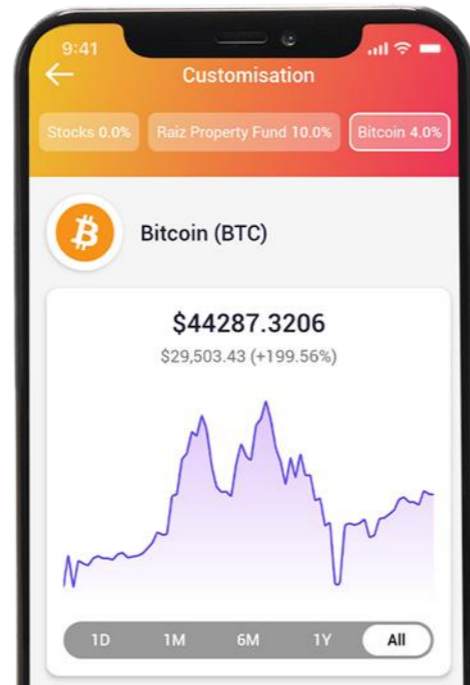 9:41
Customisation
Stocks 0.0% Raiz Property Fund 10.0% Bitcoin 4.0%
Bitcoin (BTC)
$44287.3206
$29,503.43 (+199.56%)
1D 1M 6M 1Y All